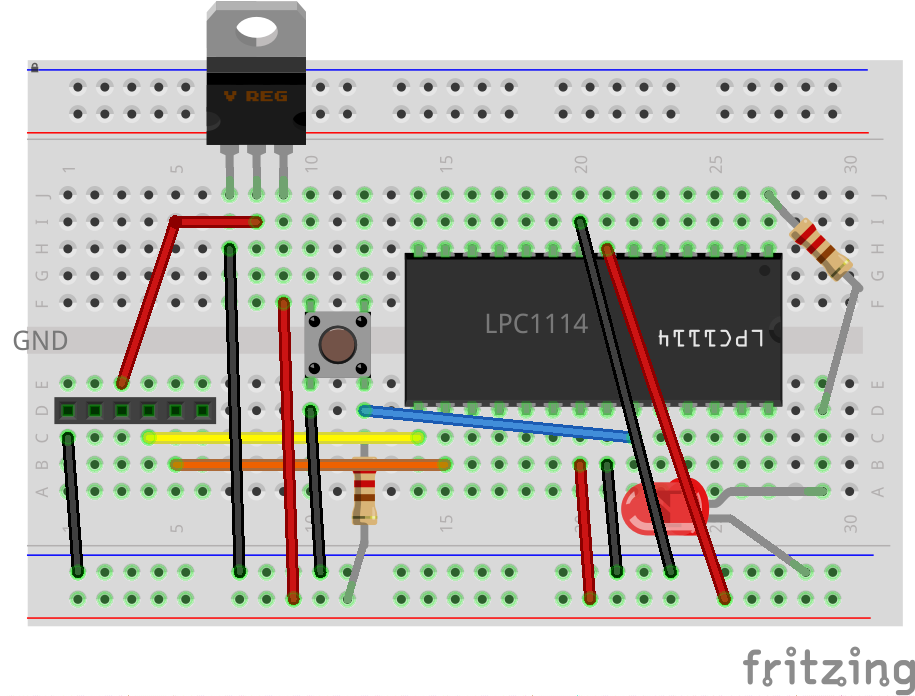 V REG
1 5 10 15 20 25 30
J J
I I
H H
G G
F F
LPC1114
LPC1114
GND
E E
D D
C C
B B
A A
1 5 10 15 20 25 30
fritzing